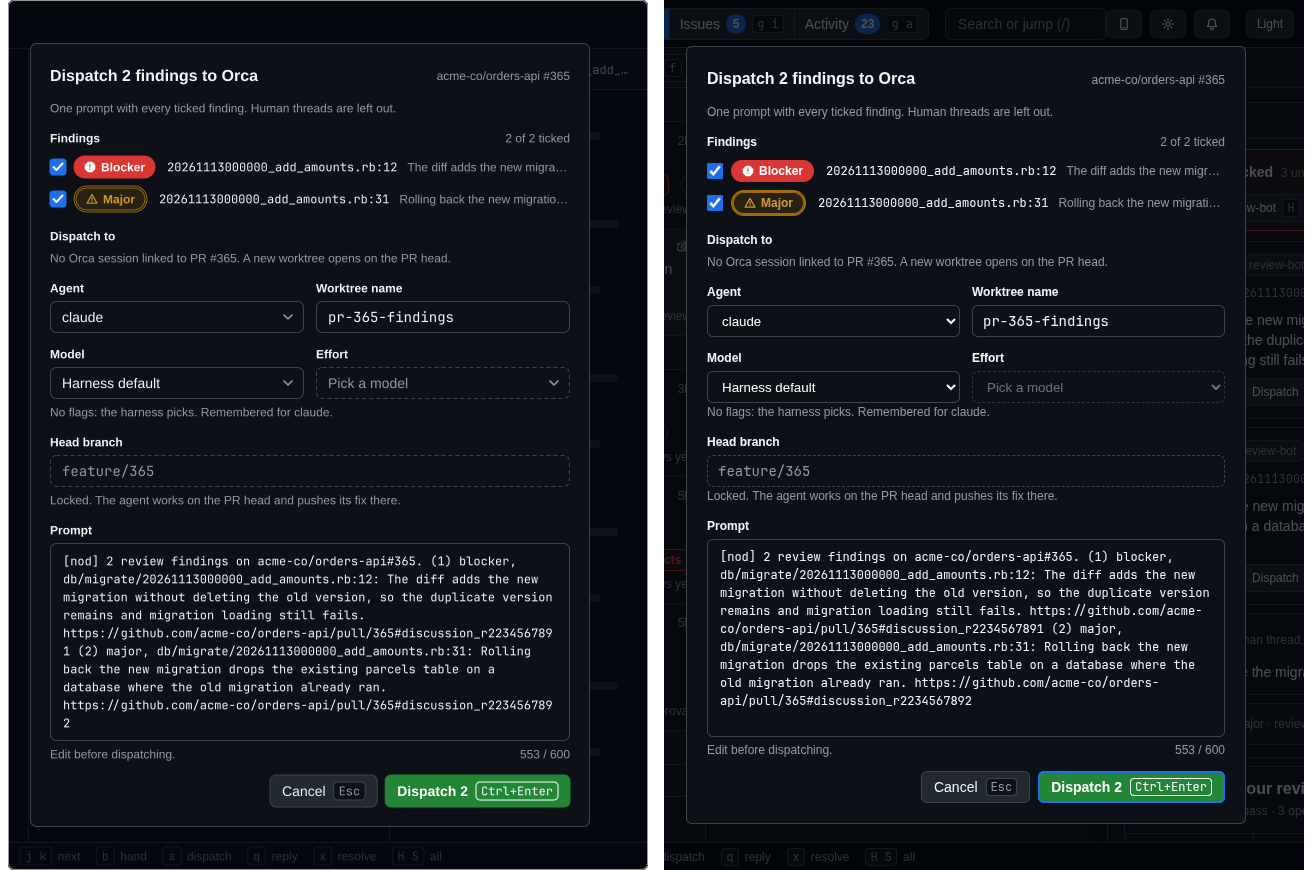 _add_…
Dispatch 2 findings to Orca
acme-co/orders-api #365
One prompt with every ticked finding. Human threads are left out.
Findings
2 of 2 ticked
Blocker 20261113000000_add_amounts.rb:12 The diff adds the new migra…
Major 20261113000000_add_amounts.rb:31 Rolling back the new migratio…
Dispatch to
No Orca session linked to PR #365. A new worktree opens on the PR head.
Agent
Worktree name
claude
pr-365-findings
Model
Effort
Harness default
Pick a model
No flags: the harness picks. Remembered for claude.
Head branch
feature/365
Locked. The agent works on the PR head and pushes its fix there.
Prompt
[nod] 2 review findings on acme-co/orders-api#365. (1) blocker,
db/migrate/20261113000000_add_amounts.rb:12: The diff adds the new
migration without deleting the old version, so the duplicate version
remains and migration loading still fails.
https://github.com/acme-co/orders-api/pull/365#discussion_r223456789
1 (2) major, db/migrate/20261113000000_add_amounts.rb:31: Rolling
back the new migration drops the existing parcels table on a
database where the old migration already ran.
https://github.com/acme-co/orders-api/pull/365#discussion_r223456789
2
Edit before dispatching.
553 / 600
Cancel Esc
Dispatch 2 Ctrl+Enter
j k next b hand s dispatch q reply x resolve H S all
Issues 5 g i Activity 23 g a Search or jump (/) Light
f
Dispatch 2 findings to Orca
acme-co/orders-api #365
One prompt with every ticked finding. Human threads are left out.
Findings
2 of 2 ticked
Blocker 20261113000000_add_amounts.rb:12 The diff adds the new migr…
Major 20261113000000_add_amounts.rb:31 Rolling back the new migrati…
Dispatch to
No Orca session linked to PR #365. A new worktree opens on the PR head.
Agent
Worktree name
claude
pr-365-findings
Model
Effort
Harness default
Pick a model
No flags: the harness picks. Remembered for claude.
Head branch
feature/365
Locked. The agent works on the PR head and pushes its fix there.
Prompt
[nod] 2 review findings on acme-co/orders-api#365. (1) blocker,
db/migrate/20261113000000_add_amounts.rb:12: The diff adds the new
migration without deleting the old version, so the duplicate version
remains and migration loading still fails. https://github.com/acme-
co/orders-api/pull/365#discussion_r2234567891 (2) major,
db/migrate/20261113000000_add_amounts.rb:31: Rolling back the new
migration drops the existing parcels table on a database where the
old migration already ran. https://github.com/acme-co/orders-
api/pull/365#discussion_r2234567892
Edit before dispatching.
553 / 600
Cancel Esc
Dispatch 2 Ctrl+Enter
H
review-bot
e new mig
the duplica
ng still fails
Dispatch
review-bot
e new mig
a databa
Dispatch
e the migra
our revi
dispatch q reply x resolve H S all